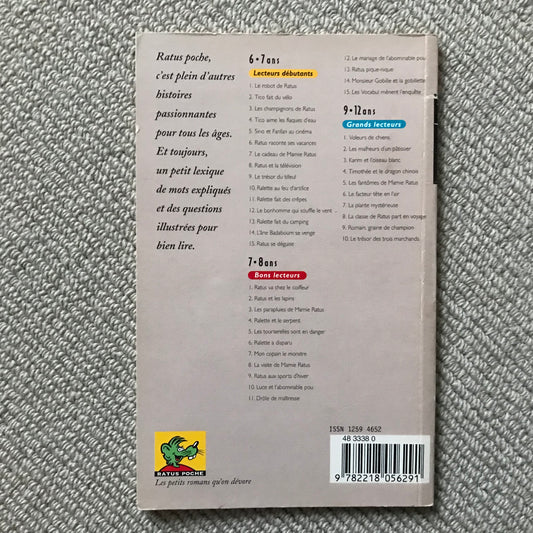 Ratus poche,
c'est plein d'autres
histoires
passionnantes
pour tous les âges.
Et toujours,
un petit lexique
de mots expliqués
et des questions
illustrées pour
bien lire.
6 • 7 ans
Lecteurs débutants
1. Le robot de Ratus
2. Tico fait du vélo
3. Les champignons de Ratus
4. Tico aime les flaques d'eau
5. Sino et Fanfan au cinéma
6. Ratus raconte ses vacances
7. Le cadeau de Mamie Ratus
8. Ratus et la télévision
9. Le trésor du tilleul
10. Ralette au feu d'artifice
11. Ralette fait des crêpes
12. Le bonhomme qui souffle le vent
13. Ralette fait du camping
14. L'âne Badaboum se venge
15. Ratus se déguise
7 • 8 ans
Bons lecteurs
1. Ratus va chez le coiffeur
2. Ratus et les lapins
3. Les parapluies de Mamie Ratus
4. Ralette et le serpent
5. Les tourterelles sont en danger
6. Ralette a disparu
7. Mon copain le monstre
8. La visite de Mamie Ratus
9. Ratus aux sports d'hiver
10. Luce et l'abominable pou
11. Drôle de maîtresse
12. Le mariage de l'abominable pou
13. Ratus pique-nique
14. Monsieur Gobille et la gobillette
15. Les Vocabul mènent l'enquête
9 • 12 ans
Grands lecteurs
1. Voleurs de chiens
2. Les malheurs d'un pâtissier
3. Karim et l'oiseau blanc
4. Timothée et le dragon chinois
5. Les fantômes de Mamie Ratus
6. Le facteur tête en l'air
7. La plante mystérieuse
8. La classe de Ratus part en voyage
9. Romain, graine de champion
10. Le trésor des trois marchands
RATUS POCHE
Les petits romans qu'on dévore
ISSN 1259 4652
48 3338 0
9 782218 056291